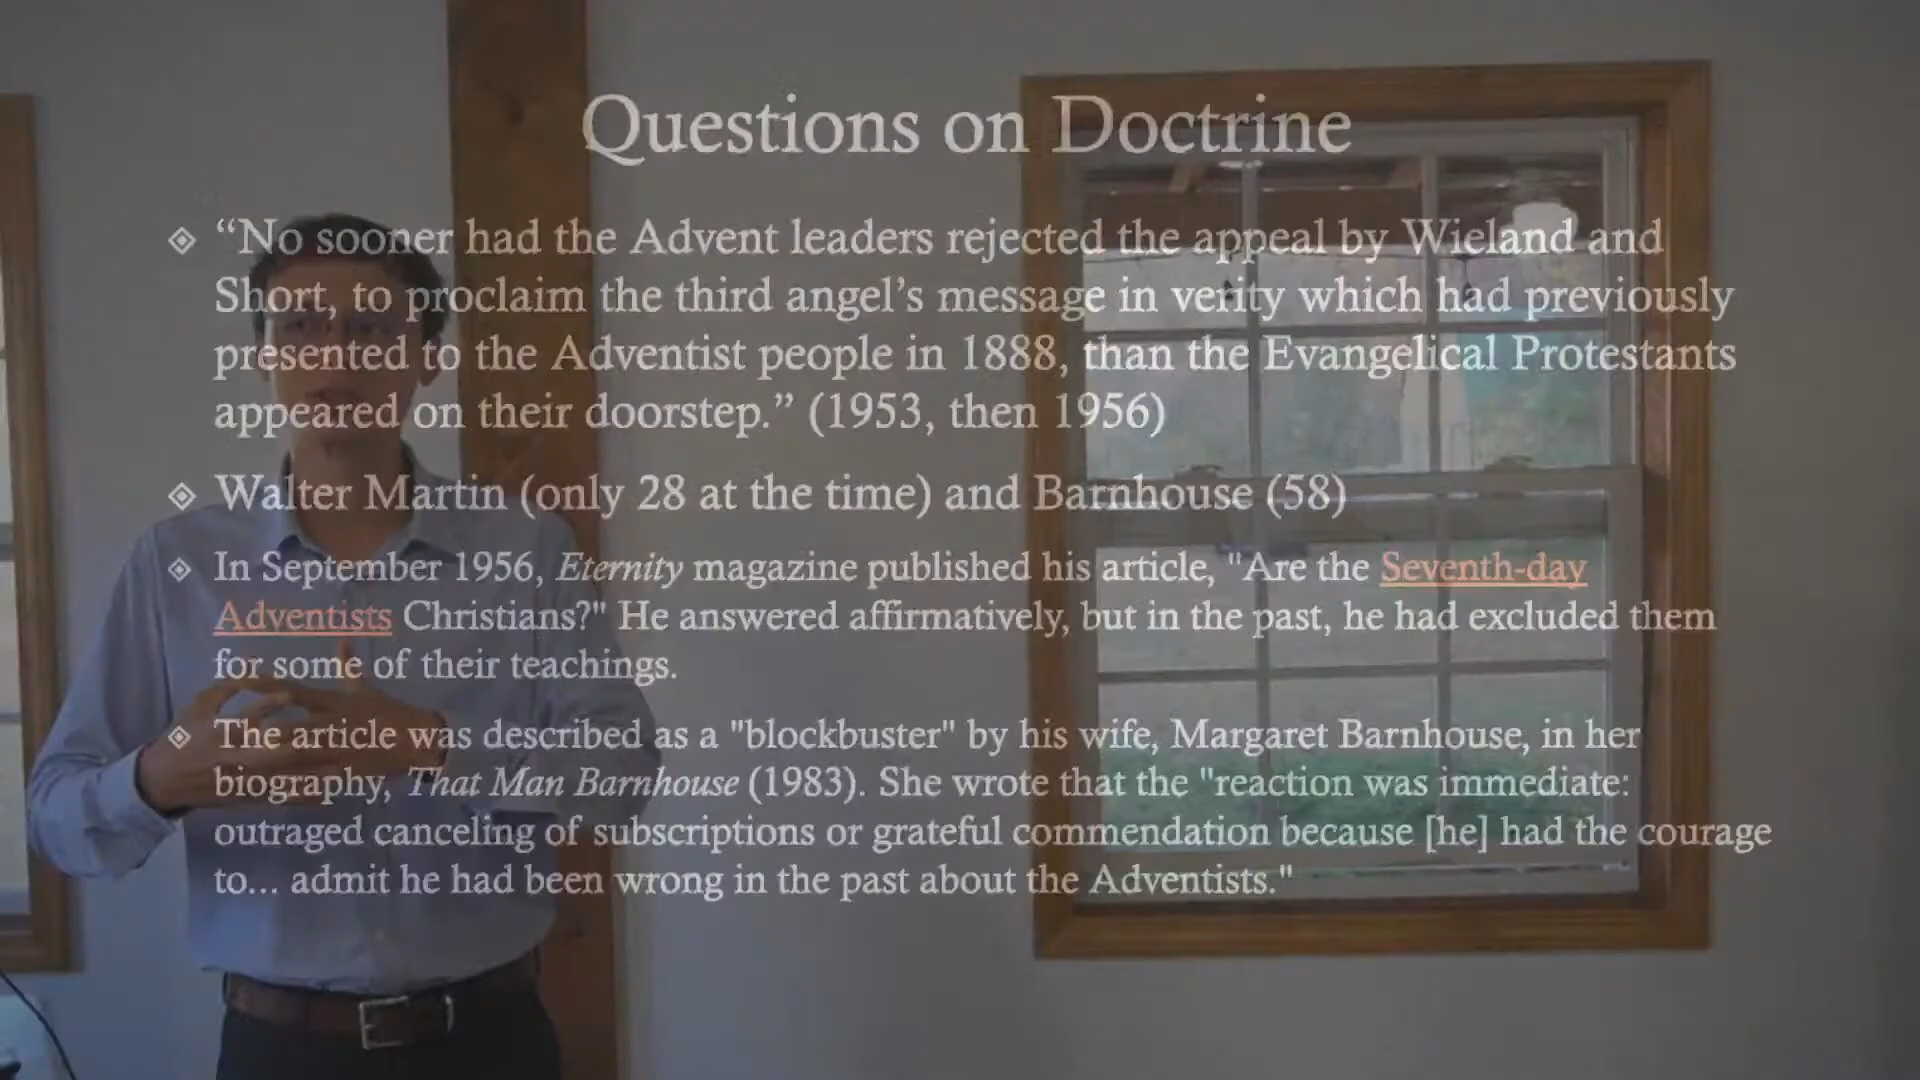 Questions on Doctrine
“No sooner had the Advent leaders rejected the appeal by Wieland and
Short, to proclaim the third angel’s message in verity which had previously
presented to the Adventist people in 1888, than the Evangelical Protestants
appeared on their doorstep.” (1953, then 1956)
Walter Martin (only 28 at the time) and Barnhouse (58)
In September 1956, Eternity magazine published his article, "Are the Seventh-day
Adventists Christians?" He answered affirmatively, but in the past, he had excluded them
for some of their teachings.
The article was described as a "blockbuster" by his wife, Margaret Barnhouse, in her
biography, That Man Barnhouse (1983). She wrote that the "reaction was immediate:
outraged canceling of subscriptions or grateful commendation because [he] had the courage
to... admit he had been wrong in the past about the Adventists."